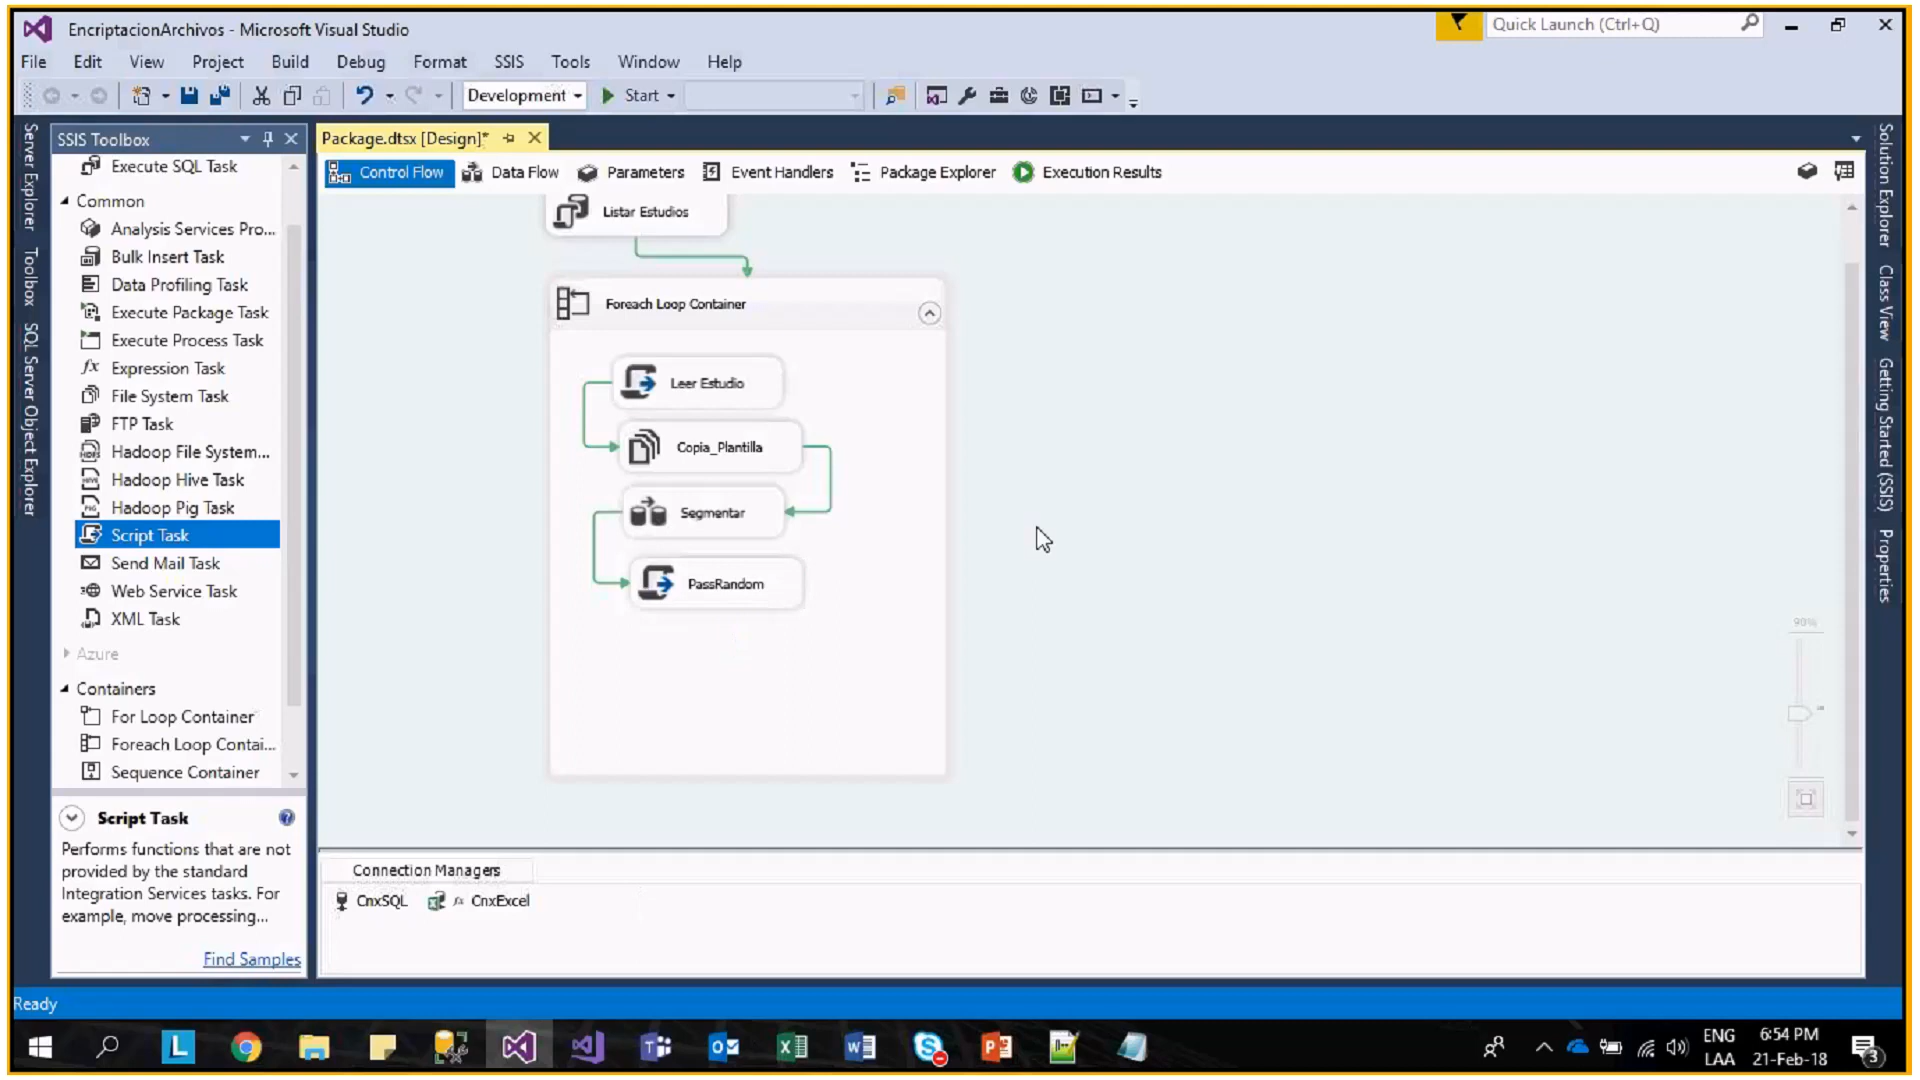 EncriptacionArchivos - Microsoft Visual Studio
Quick Launch (Ctrl+Q)
File Edit View Project Build Debug Format SSIS Tools Window Help
Development Start
Server Explorer
Toolbox
SQL Server Object Explorer
SSIS Toolbox
Execute SQL Task
Common
Analysis Services Pro...
Bulk Insert Task
Data Profiling Task
Execute Package Task
Execute Process Task
fx Expression Task
File System Task
FTP Task
Hadoop File System...
Hadoop Hive Task
Hadoop Pig Task
Script Task
Send Mail Task
Web Service Task
XML Task
Azure
Containers
For Loop Container
Foreach Loop Contai...
Sequence Container
Script Task
Performs functions that are not
provided by the standard
Integration Services tasks. For
example, move processing...
Find Samples
Package.dtsx [Design]*
Control Flow Data Flow Parameters Event Handlers Package Explorer Execution Results
Listar Estudios
Foreach Loop Container
Leer Estudio
Copia_Plantilla
Segmentar
PassRandom
90%
Connection Managers
CnxSQL fx CnxExcel
Solution Explorer
Class View
Getting Started (SSIS)
Properties
Ready
ENG
LAA
6:54 PM
21-Feb-18
3